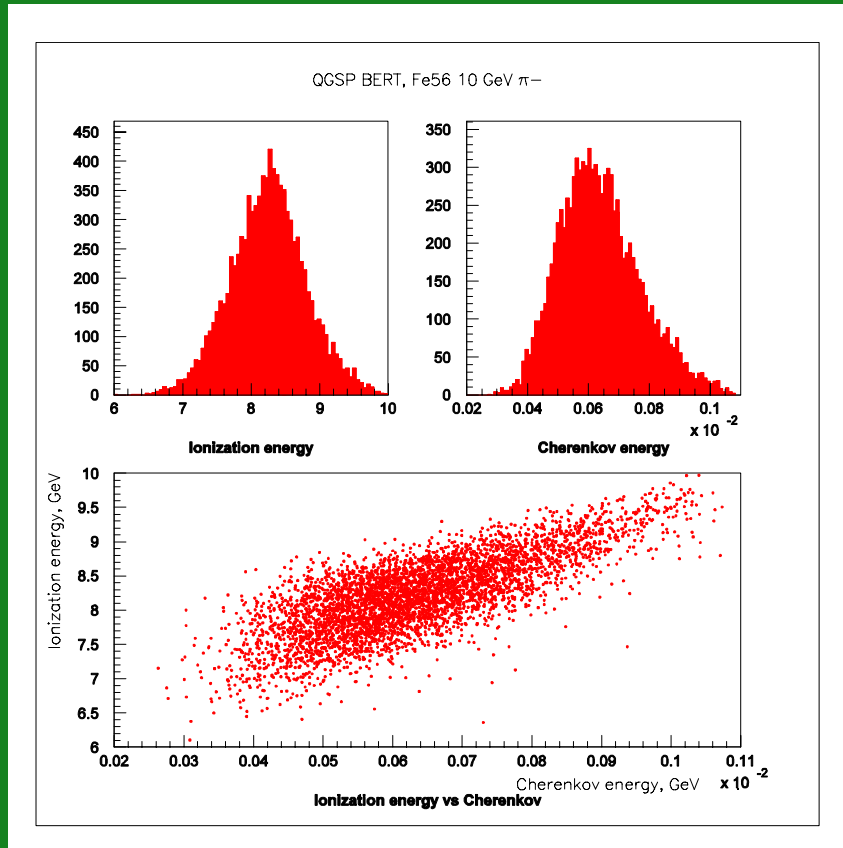 QGSP BERT, Fe56 10 GeV π−
450
400
350
300
250
200
150
100
50
0
6 7 8 9 10
Ionization energy
350
300
250
200
150
100
50
0
0.02 0.04 0.06 0.08 0.1
x 10 -2
Cherenkov energy
Ionization energy, GeV
10
9.5
9
8.5
8
7.5
7
6.5
6
0.02 0.03 0.04 0.05 0.06 0.07 0.08 0.09 0.1 0.11
x 10 -2
Cherenkov energy, GeV
Ionization energy vs Cherenkov